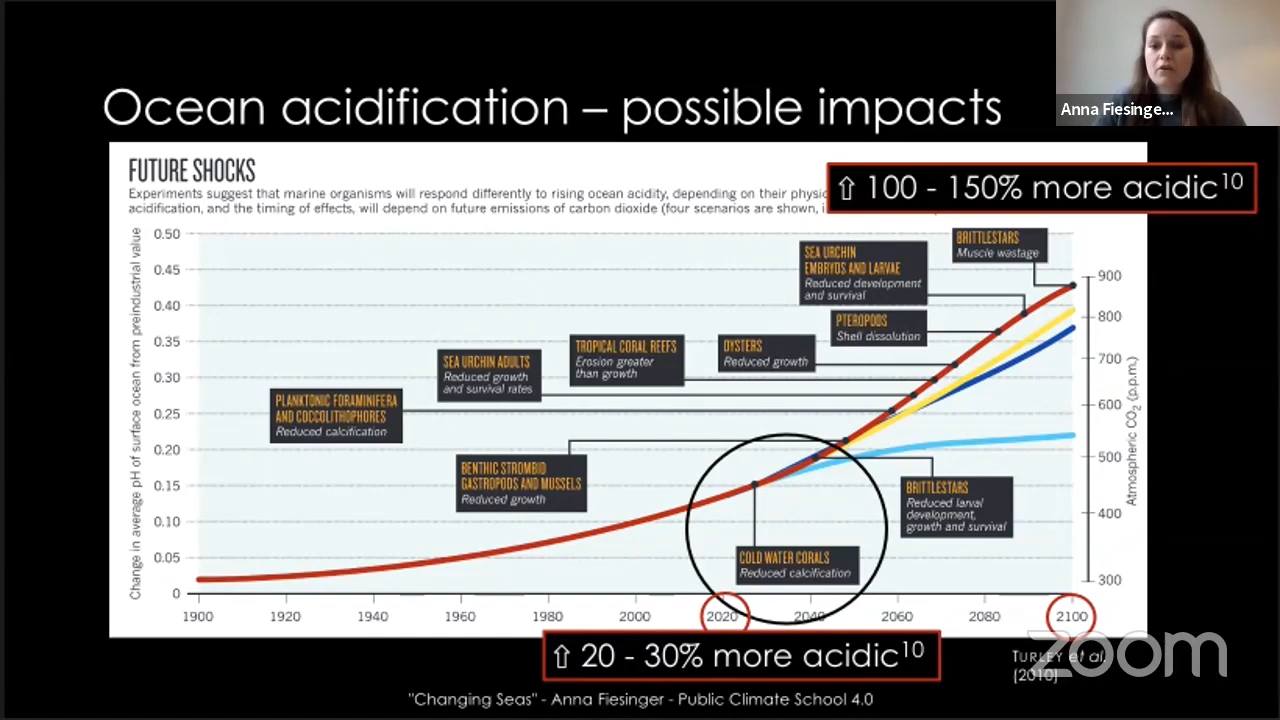 Anna Fiesinge...
Ocean acidification – possible impacts
FUTURE SHOCKS
Experiments suggest that marine organisms will respond differently to rising ocean acidity, depending on their
acidification, and the timing of effects, will depend on future emissions of carbon dioxide (four scenarios are shown,
⇧ 100 - 150% more acidic¹⁰
Change in average pH of surface ocean from preindustrial value
0.50
0.45
0.40
0.35
0.30
0.25
0.20
0.15
0.10
0.05
0
PLANKTONIC FORAMINIFERA
AND COCCOLITHOPHORES
Reduced calcification
SEA URCHIN ADULTS
Reduced growth
and survival rates
BENTHIC STROMBID
GASTROPODS AND MUSSELS
Reduced growth
TROPICAL CORAL REEFS
Erosion greater
than growth
OYSTERS
Reduced growth
SEA URCHIN
EMBRYOS AND LARVAE
Reduced development
and survival
PTEROPODS
Shell dissolution
BRITTLESTARS
Muscle wastage
BRITTLESTARS
Reduced larval
development,
growth and survival
COLD WATER CORALS
Reduced calcification
900
800
700
600
500
400
300
Atmospheric CO₂ (p.p.m.)
1900 1920 1940 1960 1980 2000 2020 2040 2060 2080 2100
⇧ 20 - 30% more acidic¹⁰
TURLEY et al.
(2010)
zoom
"Changing Seas" - Anna Fiesinger - Public Climate School 4.0